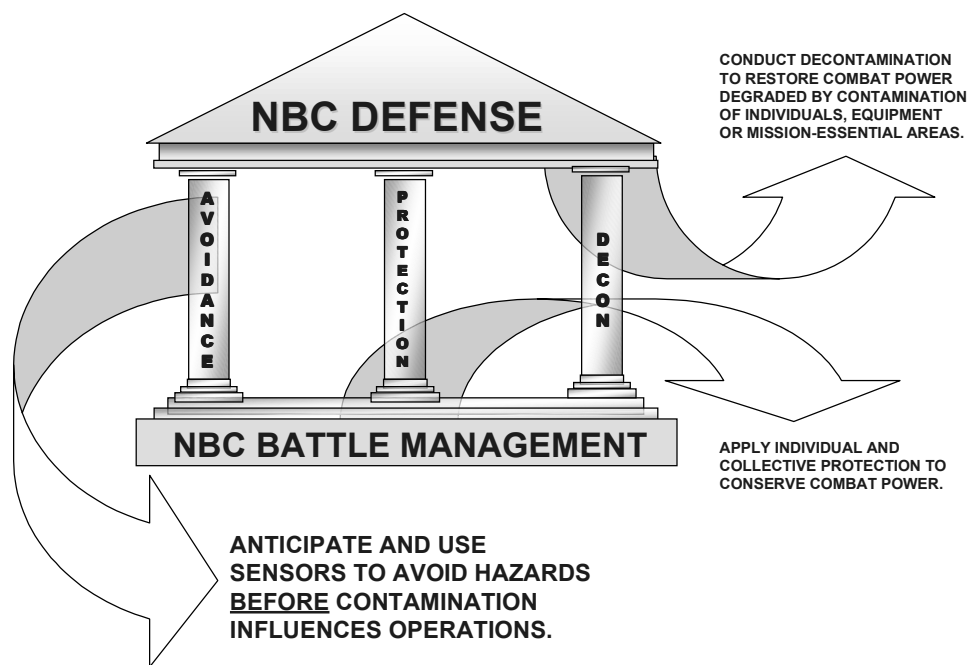 CONDUCT DECONTAMINATION
TO RESTORE COMBAT POWER
DEGRADED BY CONTAMINATION
OF INDIVIDUALS, EQUIPMENT
OR MISSION-ESSENTIAL AREAS.
NBC DEFENSE
AVOIDANCE
PROTECTION
DECON
NBC BATTLE MANAGEMENT
APPLY INDIVIDUAL AND
COLLECTIVE PROTECTION TO
CONSERVE COMBAT POWER.
ANTICIPATE AND USE
SENSORS TO AVOID HAZARDS
BEFORE CONTAMINATION
INFLUENCES OPERATIONS.